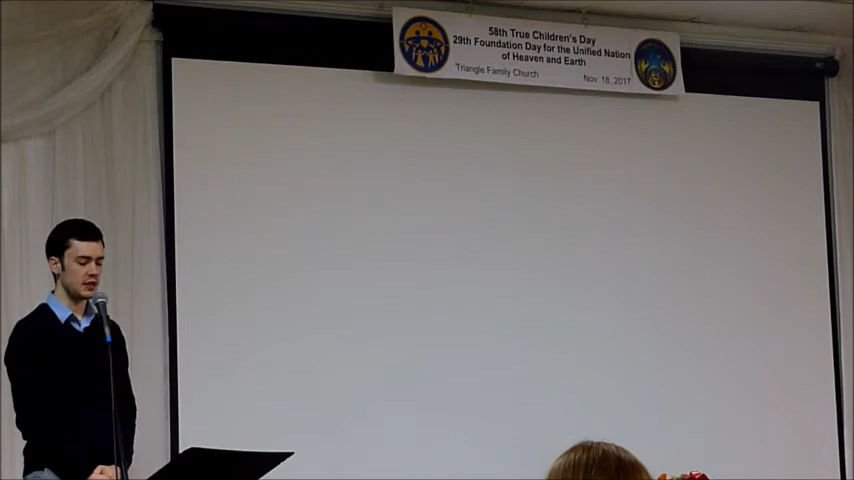 58th True Children's Day
29th Foundation Day for the Unified Nation
of Heaven and Earth
Triangle Family Church
Nov. 18, 2017